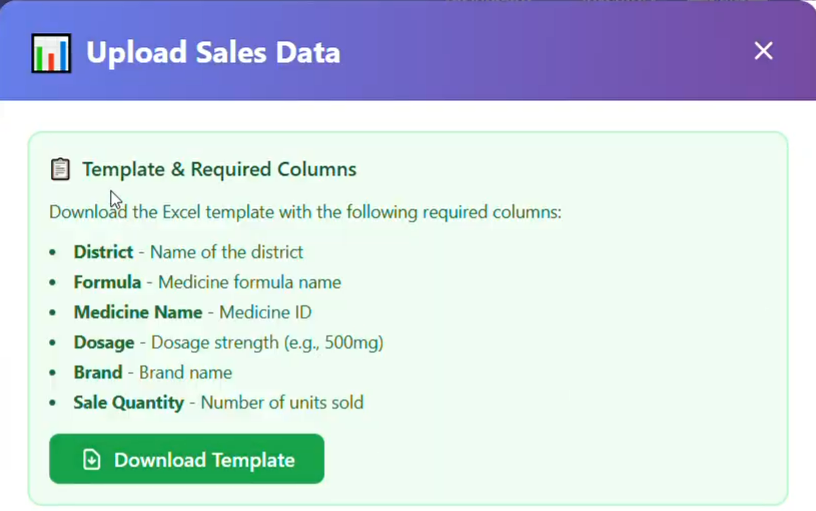 Upload Sales Data
Template & Required Columns
Download the Excel template with the following required columns:
• District - Name of the district
• Formula - Medicine formula name
• Medicine Name - Medicine ID
• Dosage - Dosage strength (e.g., 500mg)
• Brand - Brand name
• Sale Quantity - Number of units sold
Download Template